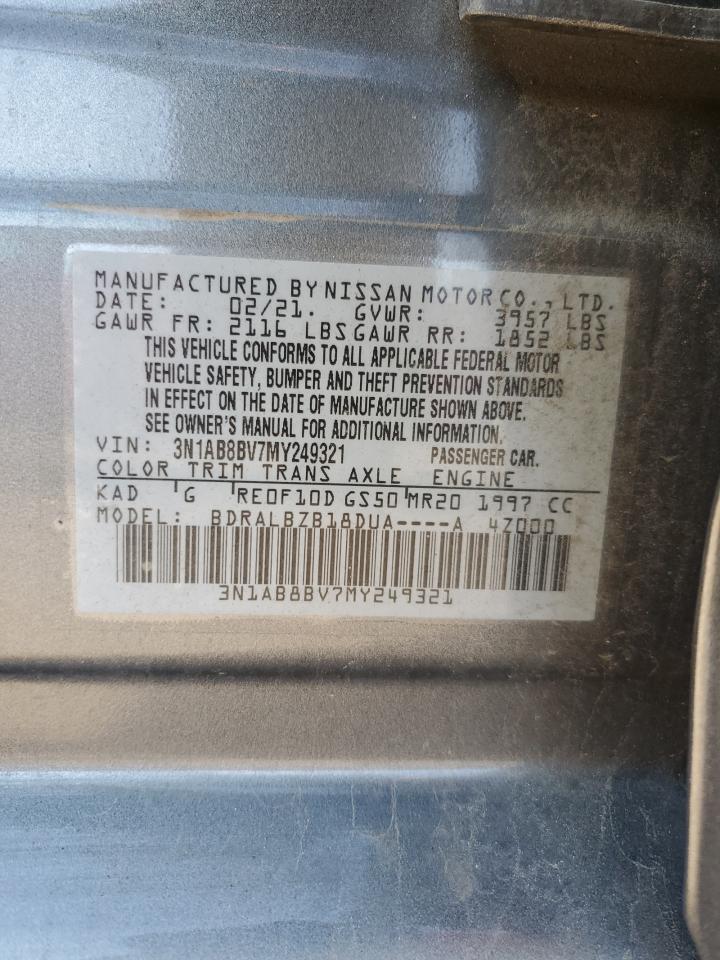 MANUFACTURED BY NISSAN MOTOR CO., LTD.
DATE: 02/21. GVWR: 3957 LBS
GAWR FR: 2116 LBS GAWR RR: 1852 LBS
THIS VEHICLE CONFORMS TO ALL APPLICABLE FEDERAL MOTOR
VEHICLE SAFETY, BUMPER AND THEFT PREVENTION STANDARDS
IN EFFECT ON THE DATE OF MANUFACTURE SHOWN ABOVE.
SEE OWNER'S MANUAL FOR ADDITIONAL INFORMATION.
VIN: 3N1AB8BV7MY249321 PASSENGER CAR.
COLOR TRIM TRANS AXLE ENGINE
KAD G RE0F10D GS50 MR20 1997 CC
MODEL: BDRALBZB18DUA----A 4Z000
3N1AB8BV7MY249321